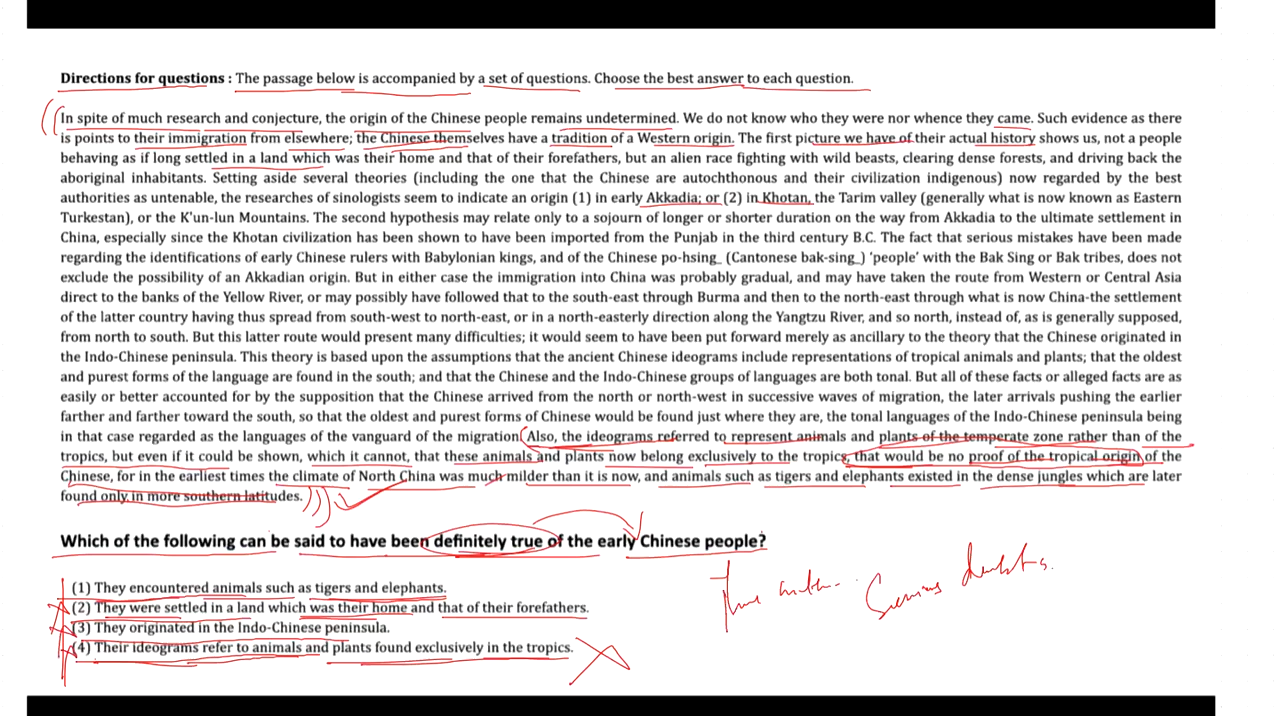 Directions for questions : The passage below is accompanied by a set of questions. Choose the best answer to each question.
In spite of much research and conjecture, the origin of the Chinese people remains undetermined. We do not know who they were nor whence they came. Such evidence as there
is points to their immigration from elsewhere; the Chinese themselves have a tradition of a Western origin. The first picture we have of their actual history shows us, not a people
behaving as if long settled in a land which was their home and that of their forefathers, but an alien race fighting with wild beasts, clearing dense forests, and driving back the
aboriginal inhabitants. Setting aside several theories (including the one that the Chinese are autochthonous and their civilization indigenous) now regarded by the best
authorities as untenable, the researches of sinologists seem to indicate an origin (1) in early Akkadia; or (2) in Khotan, the Tarim valley (generally what is now known as Eastern
Turkestan), or the K'un-lun Mountains. The second hypothesis may relate only to a sojourn of longer or shorter duration on the way from Akkadia to the ultimate settlement in
China, especially since the Khotan civilization has been shown to have been imported from the Punjab in the third century B.C. The fact that serious mistakes have been made
regarding the identifications of early Chinese rulers with Babylonian kings, and of the Chinese po-hsing_ (Cantonese bak-sing_) 'people' with the Bak Sing or Bak tribes, does not
exclude the possibility of an Akkadian origin. But in either case the immigration into China was probably gradual, and may have taken the route from Western or Central Asia
direct to the banks of the Yellow River, or may possibly have followed that to the south-east through Burma and then to the north-east through what is now China-the settlement
of the latter country having thus spread from south-west to north-east, or in a north-easterly direction along the Yangtzu River, and so north, instead of, as is generally supposed,
from north to south. But this latter route would present many difficulties; it would seem to have been put forward merely as ancillary to the theory that the Chinese originated in
the Indo-Chinese peninsula. This theory is based upon the assumptions that the ancient Chinese ideograms include representations of tropical animals and plants; that the oldest
and purest forms of the language are found in the south; and that the Chinese and the Indo-Chinese groups of languages are both tonal. But all of these facts or alleged facts are as
easily or better accounted for by the supposition that the Chinese arrived from the north or north-west in successive waves of migration, the later arrivals pushing the earlier
farther and farther toward the south, so that the oldest and purest forms of Chinese would be found just where they are, the tonal languages of the Indo-Chinese peninsula being
in that case regarded as the languages of the vanguard of the migration. Also, the ideograms referred to represent animals and plants of the temperate zone rather than of the
tropics, but even if it could be shown, which it cannot, that these animals and plants now belong exclusively to the tropics, that would be no proof of the tropical origin of the
Chinese, for in the earliest times the climate of North China was much milder than it is now, and animals such as tigers and elephants existed in the dense jungles which are later
found only in more southern latitudes.
Which of the following can be said to have been definitely true of the early Chinese people?
(1) They encountered animals such as tigers and elephants.
(2) They were settled in a land which was their home and that of their forefathers.
(3) They originated in the Indo-Chinese peninsula.
(4) Their ideograms refer to animals and plants found exclusively in the tropics.
doubts.